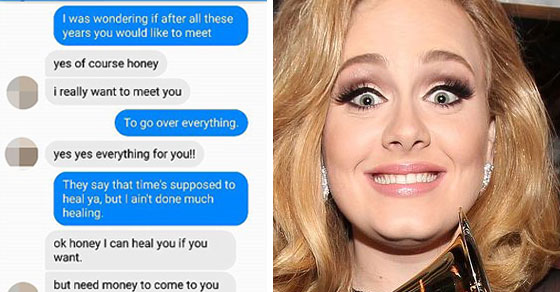 I was wondering if after all these
years you would like to meet
yes of course honey
i really want to meet you
To go over everything.
yes yes everything for you!!
They say that time's supposed to
heal ya, but I ain't done much
healing.
ok honey I can heal you if you
want.
but need money to come to you